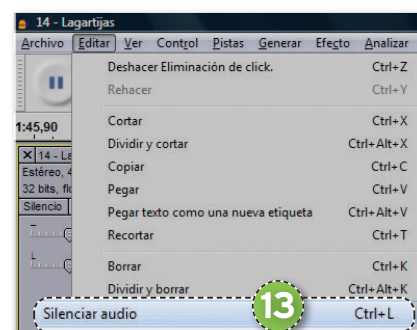 14 - Lagartijas
Archivo Editar Ver Control Pistas Generar Efecto Analizar
Deshacer Eliminación de click. Ctrl+Z
Rehacer Ctrl+Y
1:45,90
Cortar Ctrl+X
14 - La
Dividir y cortar Ctrl+Alt+X
Estéreo, 4
Copiar Ctrl+C
32 bits, flo
Pegar Ctrl+V
Silencio
Pegar texto como una nueva etiqueta Ctrl+Alt+V
Recortar Ctrl+T
L
Borrar Ctrl+K
Dividir y borrar Ctrl+Alt+K
Silenciar audio 13 Ctrl+L